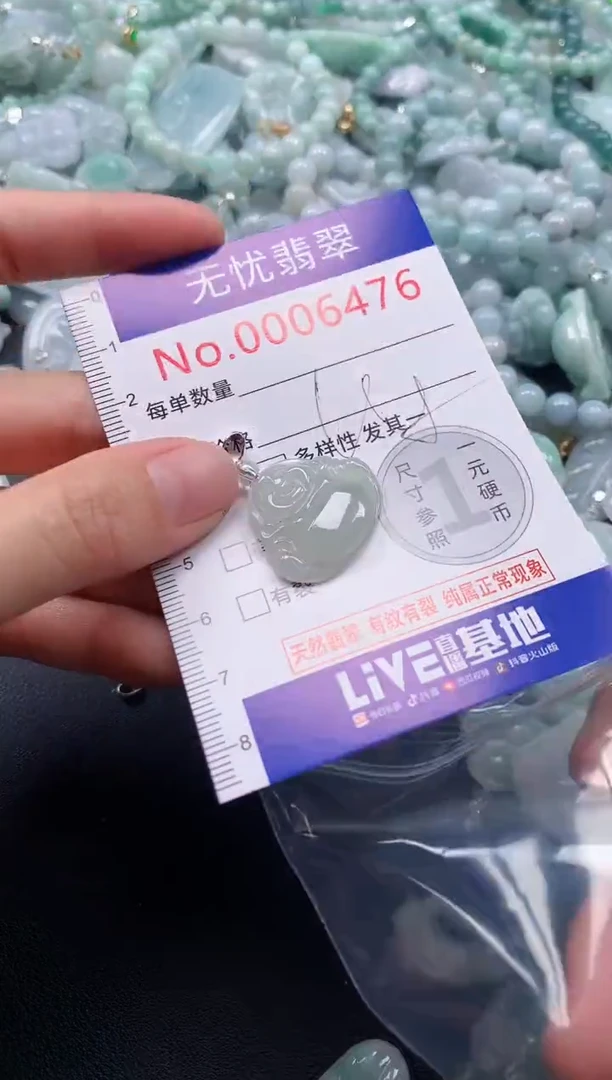 无忧翡翠
No.0006476
每单数量
多样性 发其一
一元硬币
1
尺寸参照
有裂
天然翡翠 有纹有裂 纯属正常现象
LiVE直播基地
抖音 抖音火山版
0
1
2
5
6
7
8